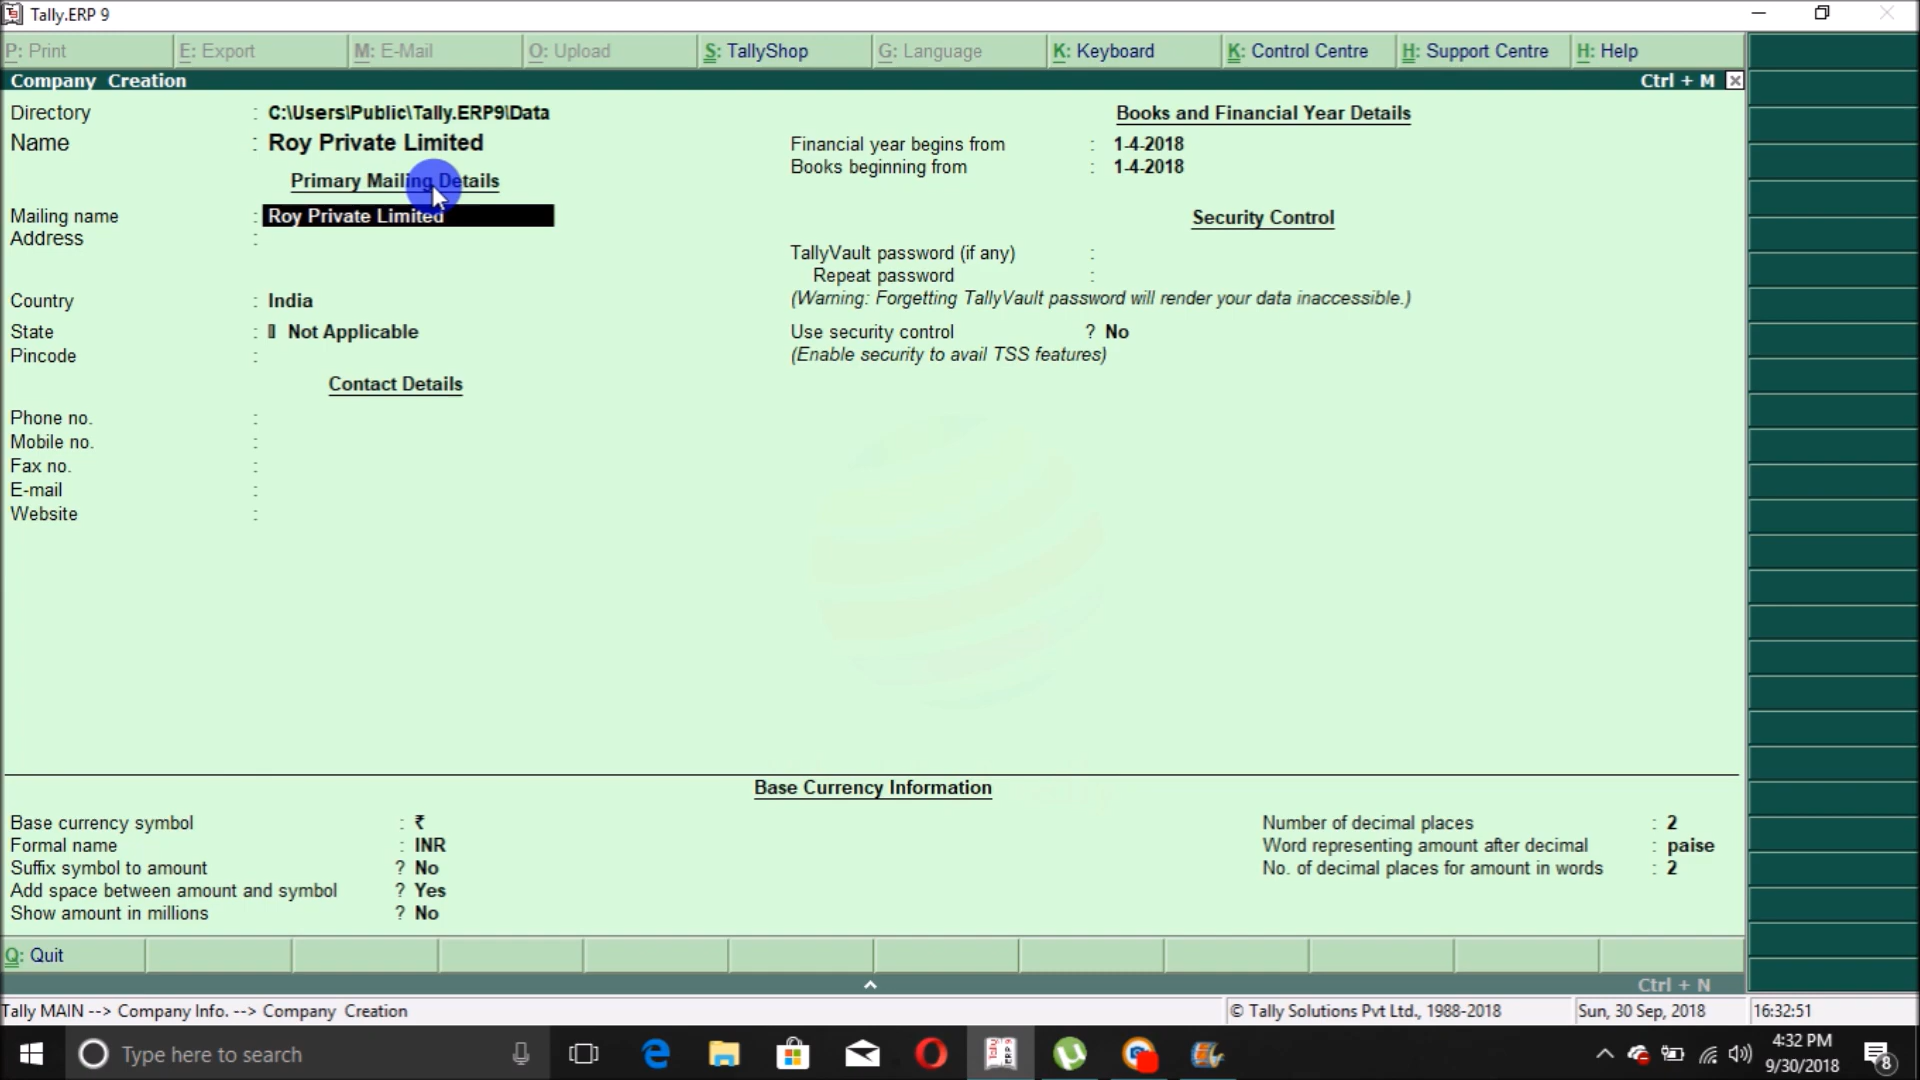 Tally.ERP 9
P: Print E: Export M: E-Mail O: Upload S: TallyShop G: Language K: Keyboard K: Control Centre H: Support Centre H: Help
Company Creation Ctrl + M
Directory : C:\Users\Public\Tally.ERP9\Data
Name : Roy Private Limited
Primary Mailing Details
Mailing name : Roy Private Limited
Address :
Country : India
State : Not Applicable
Pincode :
Contact Details
Phone no. :
Mobile no. :
Fax no. :
E-mail :
Website :
Books and Financial Year Details
Financial year begins from : 1-4-2018
Books beginning from : 1-4-2018
Security Control
TallyVault password (if any) :
Repeat password :
(Warning: Forgetting TallyVault password will render your data inaccessible.)
Use security control ? No
(Enable security to avail TSS features)
Base Currency Information
Base currency symbol : ₹
Formal name : INR
Suffix symbol to amount ? No
Add space between amount and symbol ? Yes
Show amount in millions ? No
Number of decimal places : 2
Word representing amount after decimal : paise
No. of decimal places for amount in words : 2
Q: Quit
Ctrl + N
Tally MAIN --> Company Info. --> Company Creation © Tally Solutions Pvt Ltd., 1988-2018 Sun, 30 Sep, 2018 16:32:51
Type here to search
4:32 PM
9/30/2018
8